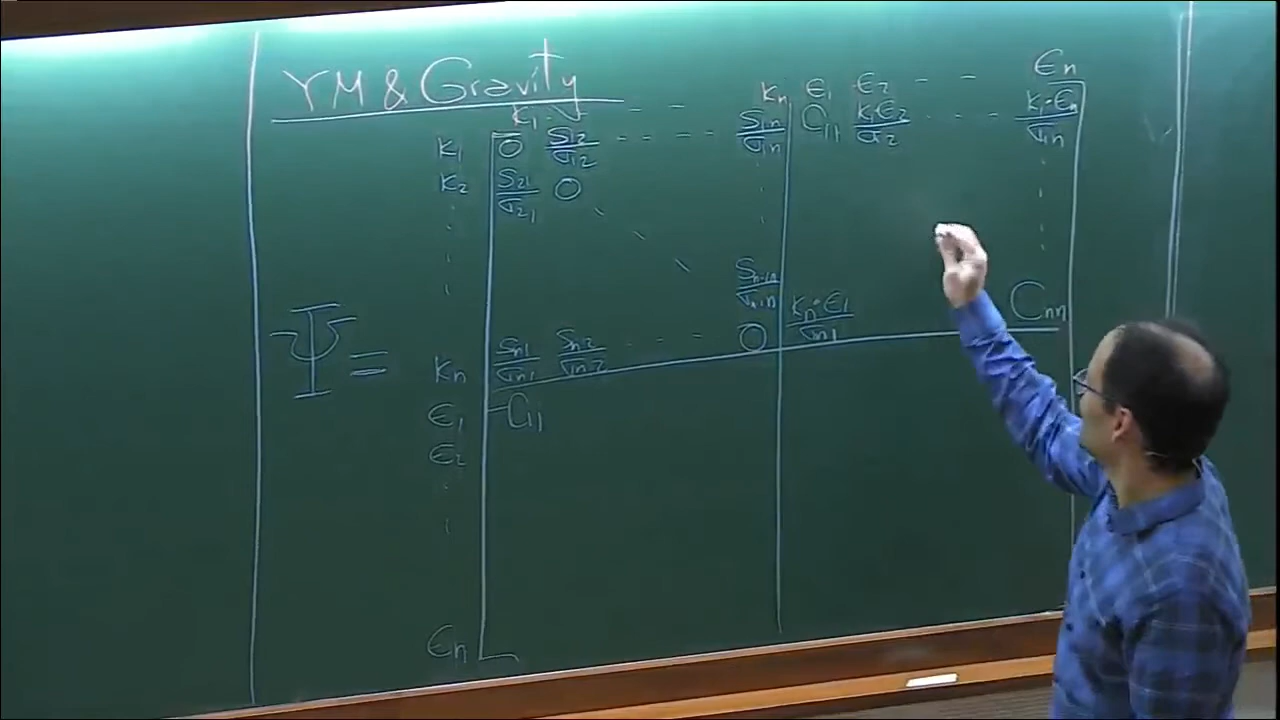 YM & Gravity
K₁ - - - - Kₙ ϵ₁ ϵ₂ - - ϵₙ
K₁ 0 S₁₂/σ₁₂ - - - - - S₁ₙ/σ₁ₙ C₁₁ K₁·ϵ₂/σ₁₂ - - - K₁·ϵₙ/σ₁ₙ
K₂ S₂₁/σ₂₁ 0
Sₙ₋₁ₙ/σₙ₋₁ₙ
Ψ =
Kₙ Sₙ₁/σₙ₁ Sₙ₂/σₙ₂ - - - 0 Kₙ·ϵ₁/σₙ₁ Cₙₙ
ϵ₁ -C₁₁
ϵ₂
ϵₙ